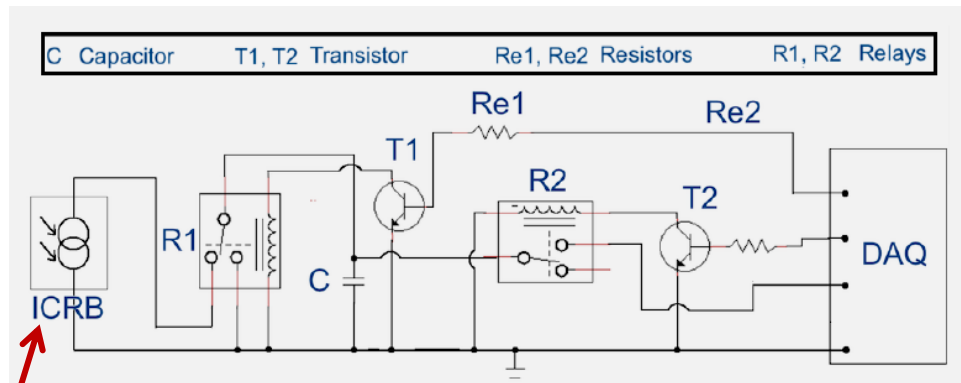 C Capacitor T1, T2 Transistor Re1, Re2 Resistors R1, R2 Relays
Re1
Re2
T1
R2
T2
R1
C
DAQ
ICRB